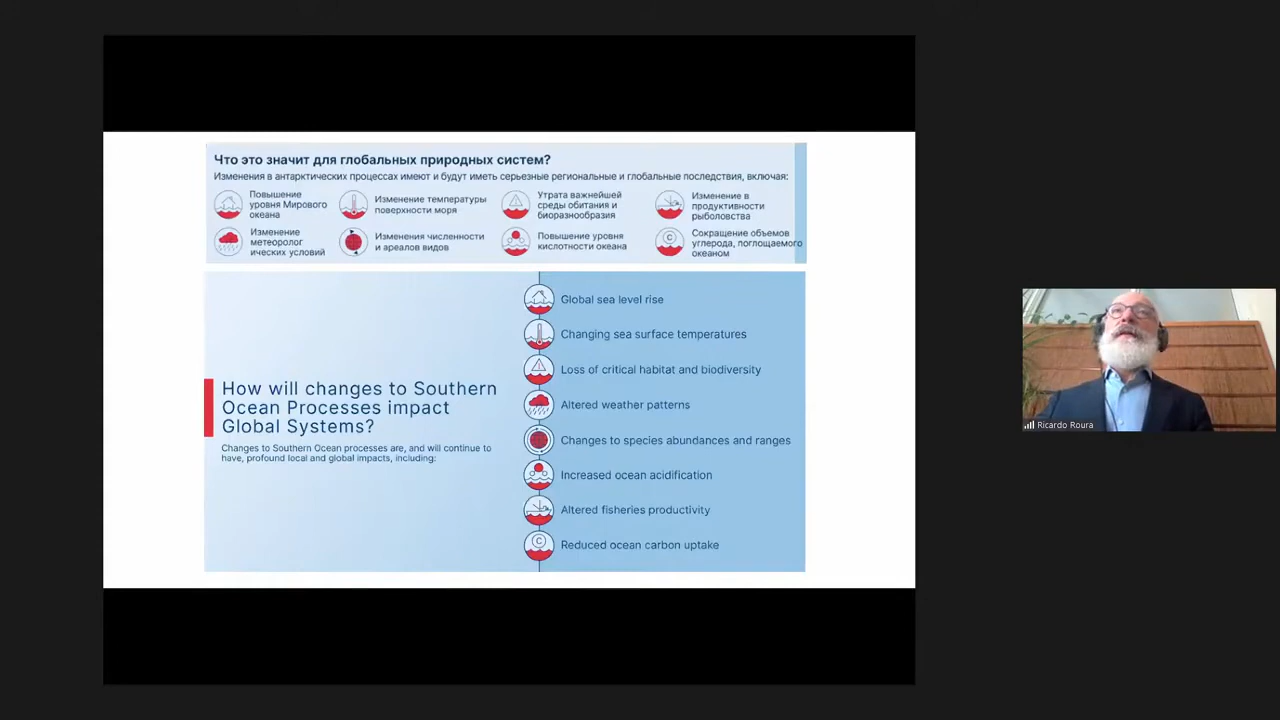 Что это значит для глобальных природных систем?
Изменения в антарктических процессах имеют и будут иметь серьезные региональные и глобальные последствия, включая:
Повышение
уровня Мирового
океана
Изменение температуры
поверхности моря
Утрата важнейшей
среды обитания и
биоразнообразия
Изменение в
продуктивности
рыболовства
Изменение
метеоролог
ических условий
Изменения численности
и ареалов видов
Повышение уровня
кислотности океана
C
Сокращение объемов
углерода, поглощаемого
океаном
How will changes to Southern
Ocean Processes impact
Global Systems?
Changes to Southern Ocean processes are, and will continue to
have, profound local and global impacts, including:
Global sea level rise
Changing sea surface temperatures
Loss of critical habitat and biodiversity
Altered weather patterns
Changes to species abundances and ranges
Increased ocean acidification
Altered fisheries productivity
C
Reduced ocean carbon uptake
Ricardo Roura